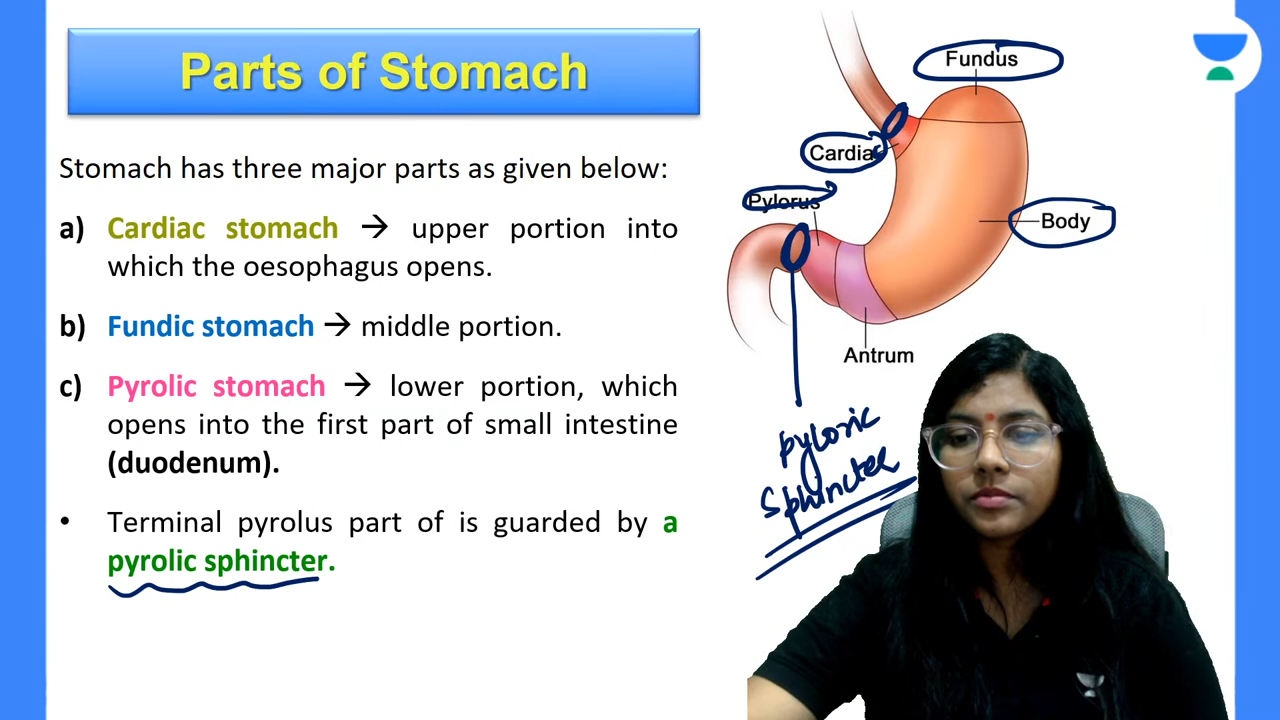 Parts of Stomach
Stomach has three major parts as given below:
a) Cardiac stomach → upper portion into
which the oesophagus opens.
b) Fundic stomach → middle portion.
c) Pyrolic stomach → lower portion, which
opens into the first part of small intestine
(duodenum).
• Terminal pyrolus part of is guarded by a
pyrolic sphincter.
Fundus
Cardia
Pylorus
Body
Antrum
pyloric
sphincter